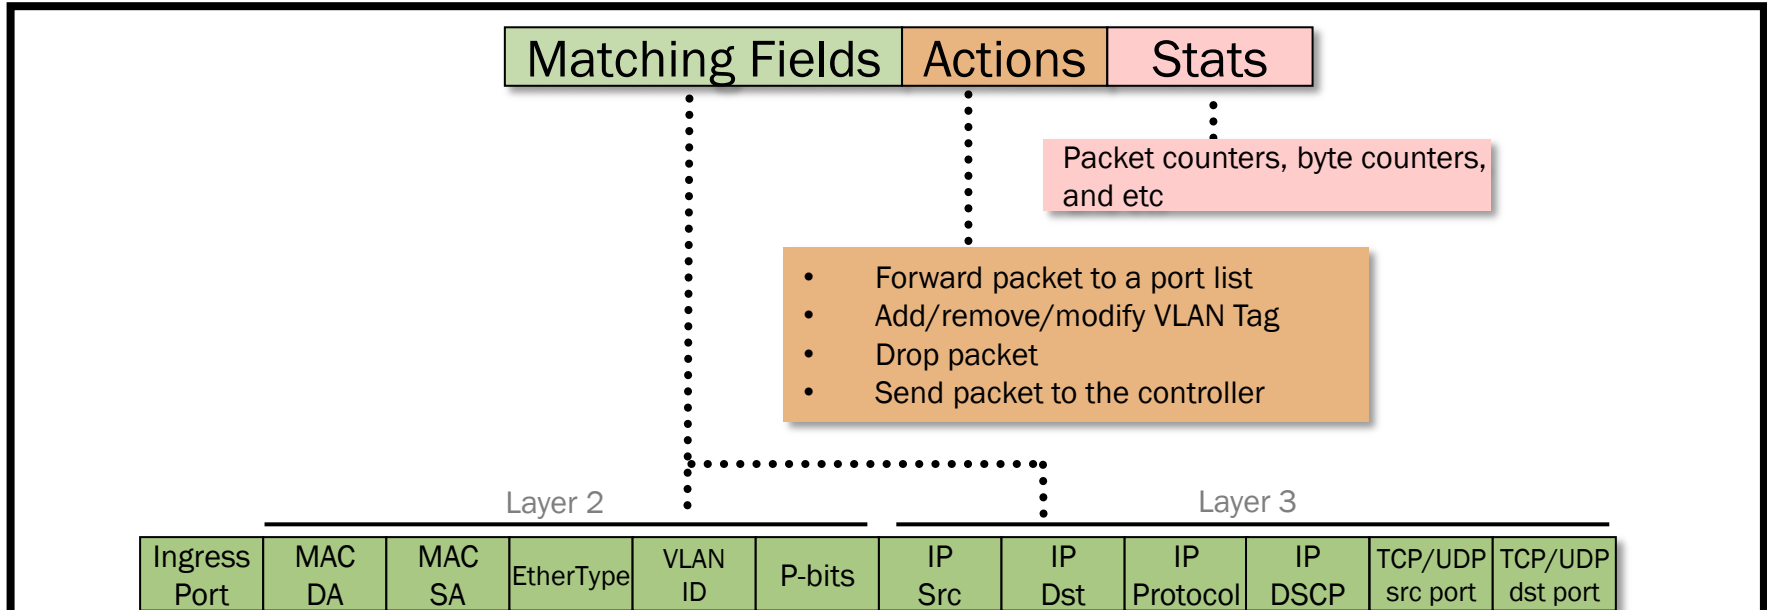 Matching Fields Actions Stats
Packet counters, byte counters,
and etc
• Forward packet to a port list
• Add/remove/modify VLAN Tag
• Drop packet
• Send packet to the controller
Layer 2
Layer 3
Ingress
Port
MAC
DA
MAC
SA
EtherType
VLAN
ID
P-bits
IP
Src
IP
Dst
IP
Protocol
IP
DSCP
TCP/UDP
src port
TCP/UDP
dst port